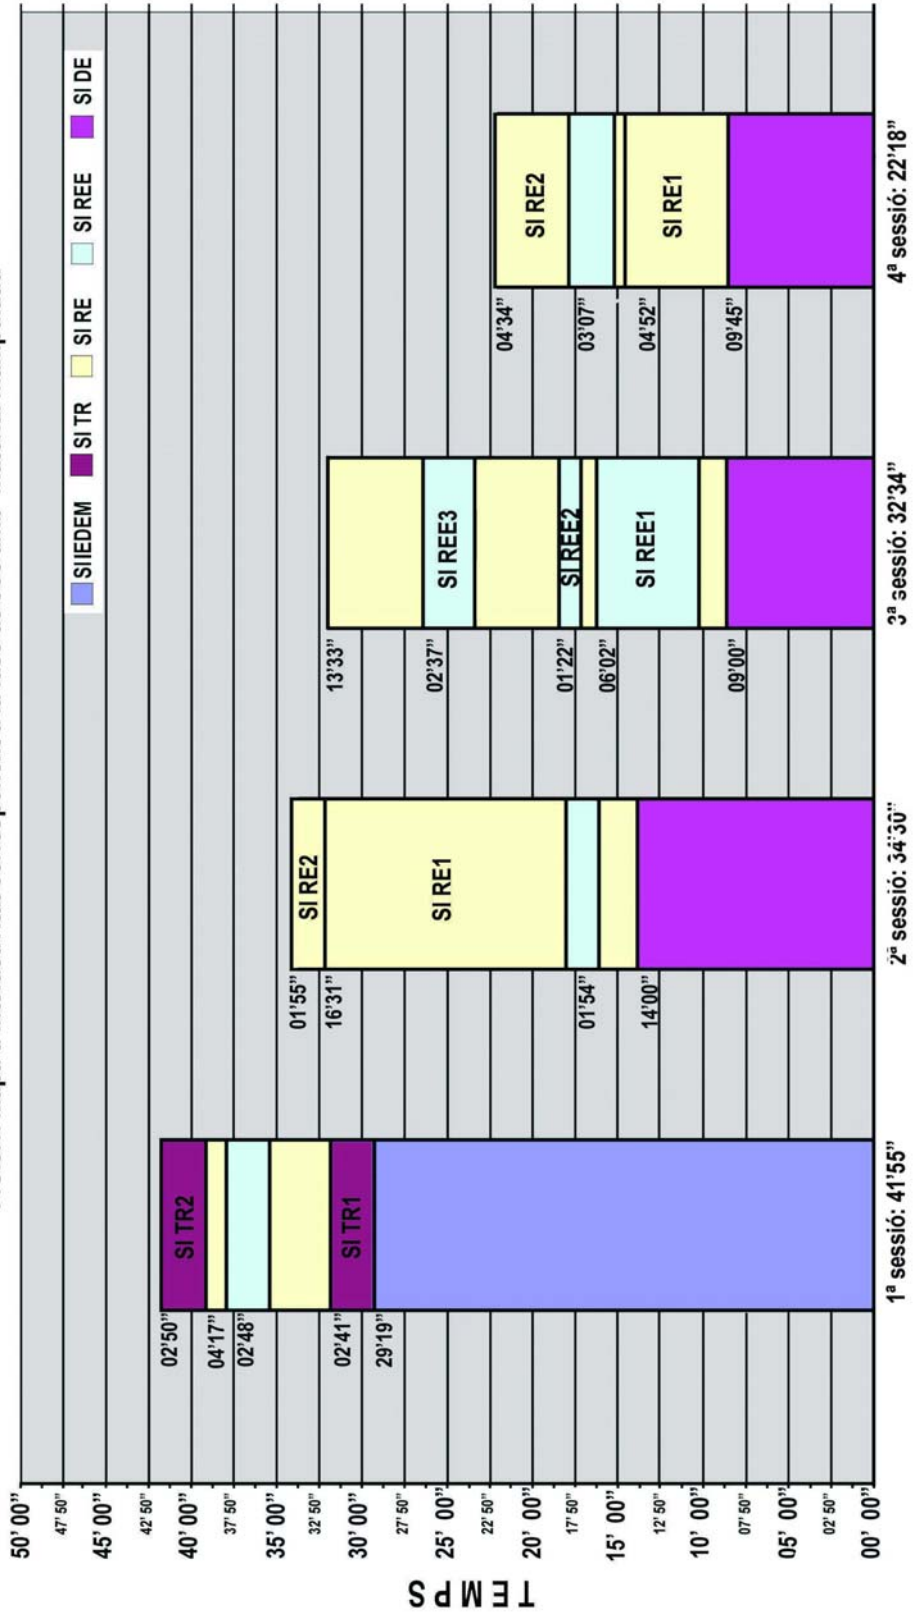 SIIEDEM SI TR SI RE SI REE SI DE
TEMPS
50' 00”
47' 50”
45' 00”
42' 50”
40' 00”
37' 50”
35' 00”
32' 50”
30' 00”
27' 50”
25' 00”
22' 50”
20' 00”
17' 50”
15' 00”
12' 50”
10' 00”
07' 50”
05' 00”
02' 50”
00' 00”
02’50”
04’17”
02’48”
02’41”
29’19”
SI TR2
SI TR1
1ª sessió: 41’55”
01’55”
16’31”
01’54”
14’00”
SI RE2
SI RE1
2ª sessió: 34’30”
13’33”
02’37”
01’22”
06’02”
09’00”
SI REE3
SI REE2
SI REE1
3ª sessió: 32’34”
04’34”
03’07”
04’52”
09’45”
SI RE2
SI RE1
4ª sessió: 22’18”